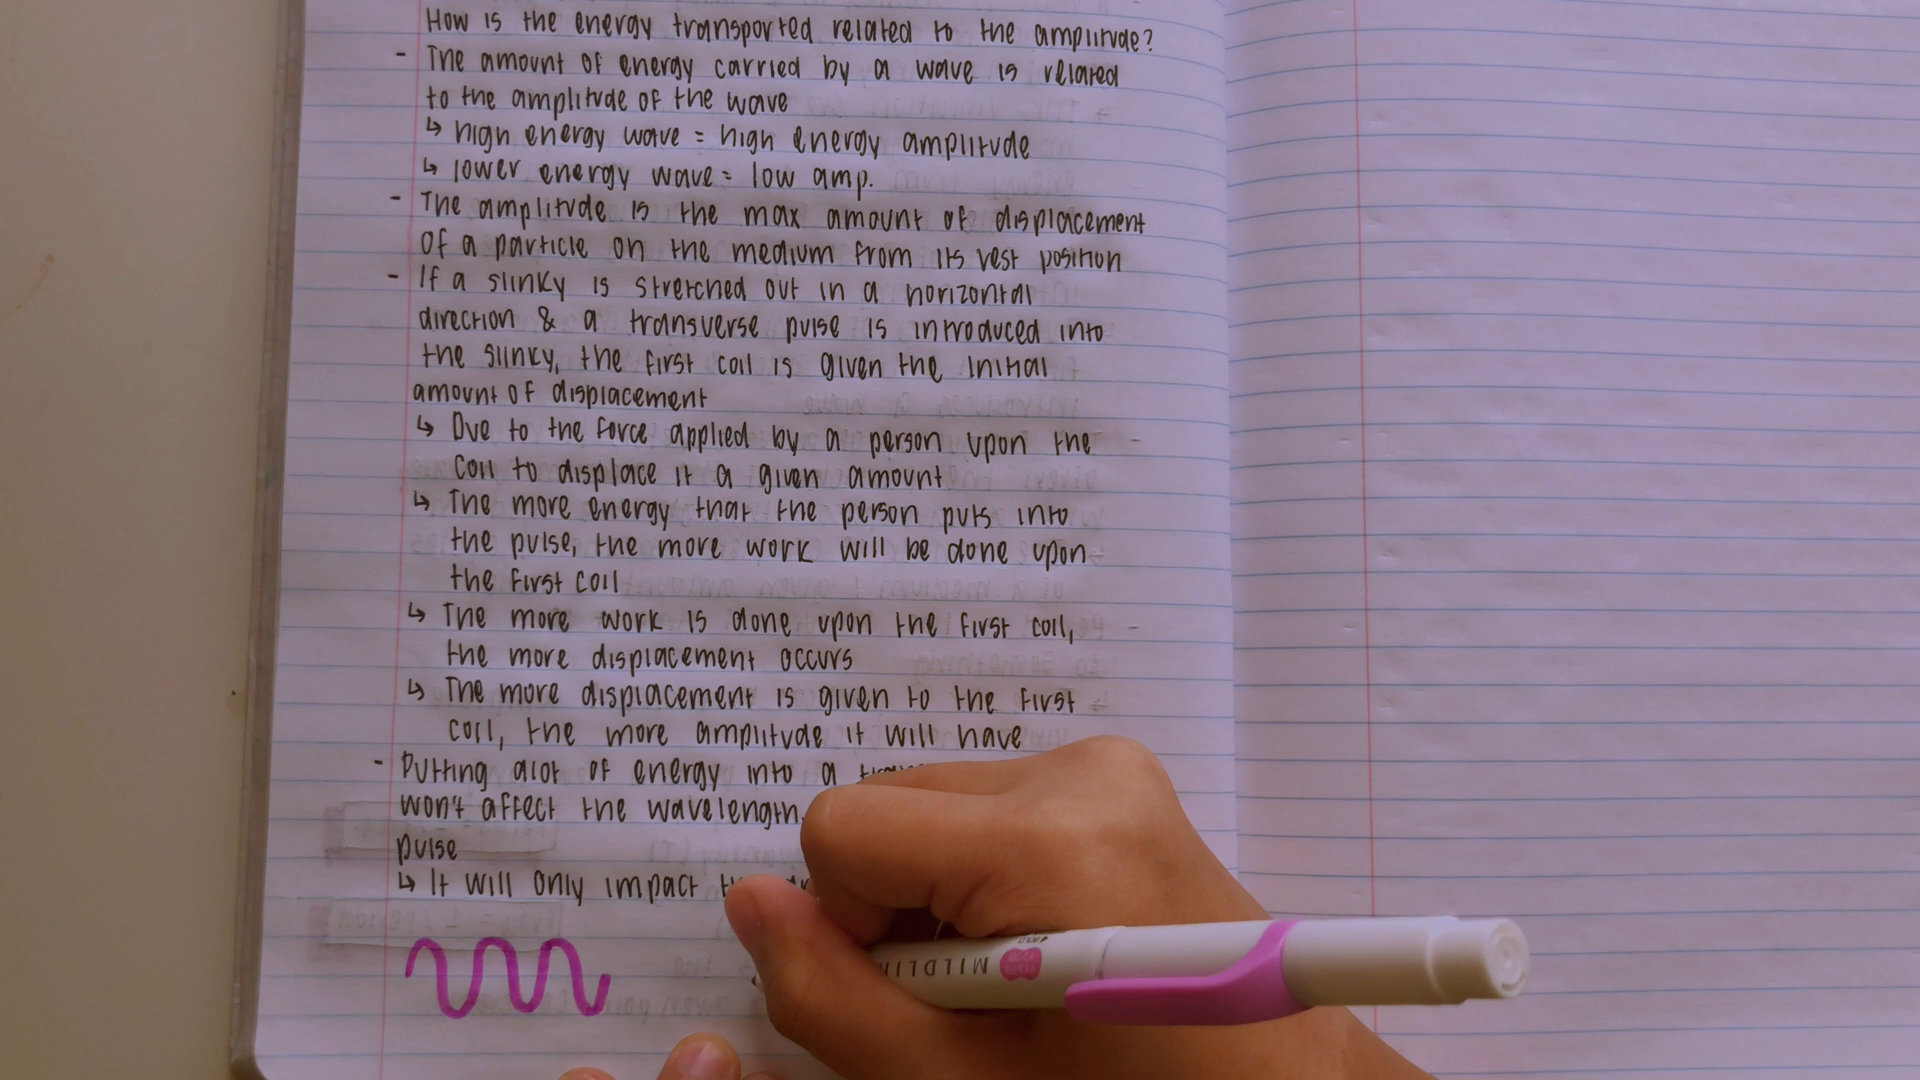 How is the energy transported related to the amplitude?
- The amount of energy carried by a wave is related
to the amplitude of the wave
↳ high energy wave = high energy amplitude
↳ lower energy wave = low amp.
- The amplitude is the max amount of displacement
of a particle on the medium from its rest position
- If a slinky is stretched out in a horizontal
direction & a transverse pulse is introduced into
the slinky, the first coil is given the initial
amount of displacement
↳ Due to the force applied by a person upon the
coil to displace it a given amount
↳ The more energy that the person puts into
the pulse, the more work will be done upon
the first coil
↳ The more work is done upon the first coil,
the more displacement occurs
↳ The more displacement is given to the first
coil, the more amplitude it will have
- Putting alot of energy into a
won't affect the wavelength,
pulse
↳ It will only impact
MILDLIN